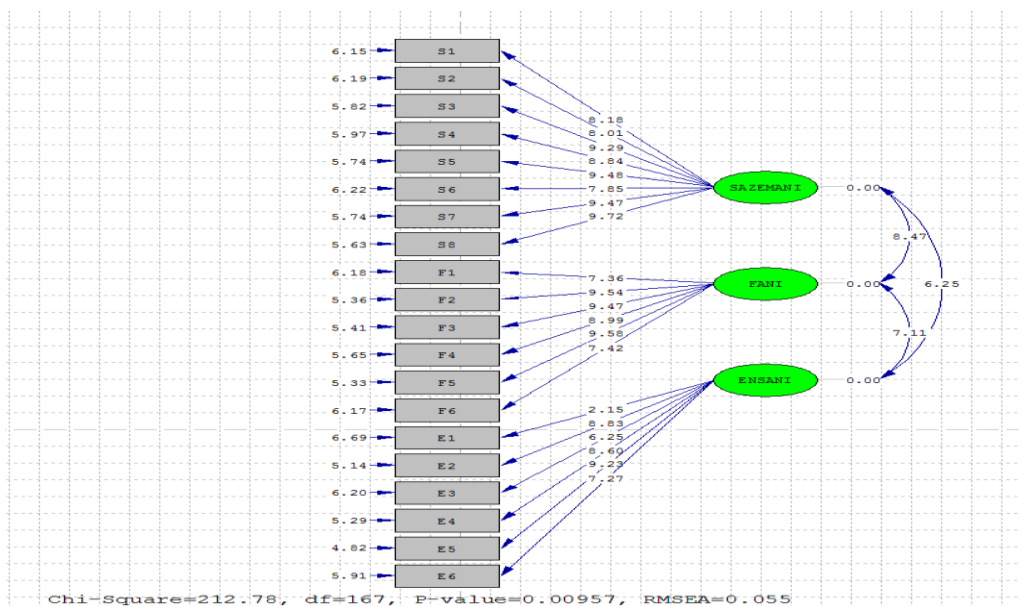 6.15 S1
6.19 S2
5.82 S3
5.97 S4
5.74 S5
6.22 S6
5.74 S7
5.63 S8
6.18 F1
5.36 F2
5.41 F3
5.65 F4
5.33 F5
6.17 F6
6.69 E1
5.14 E2
6.20 E3
5.29 E4
4.82 E5
5.91 E6
8.18
8.01
9.29
8.84
9.48
7.85
9.47
9.72
7.36
9.54
9.47
8.99
9.58
7.42
2.15
8.83
6.25
8.60
9.23
7.27
SAZEMANI 0.00
FANI 0.00
ENSANI 0.00
8.47
6.25
7.11
Chi-Square=212.78, df=167, P-value=0.00957, RMSEA=0.055